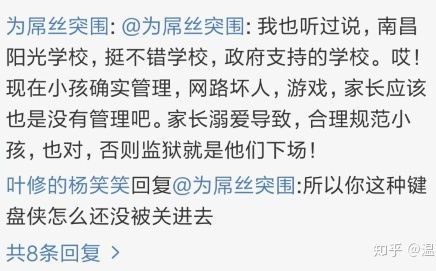 为屌丝突围: @为屌丝突围: 我也听过说, 南昌
阳光学校, 挺不错学校, 政府支持的学校。哎!
现在小孩确实管理, 网路坏人, 游戏, 家长应该
也是没有管理吧。家长溺爱导致, 合理规范小
孩, 也对, 否则监狱就是他们下场!
叶修的杨笑笑回复@为屌丝突围:所以你这种键
盘侠怎么还没被关进去
共8条回复 >
知乎 @温